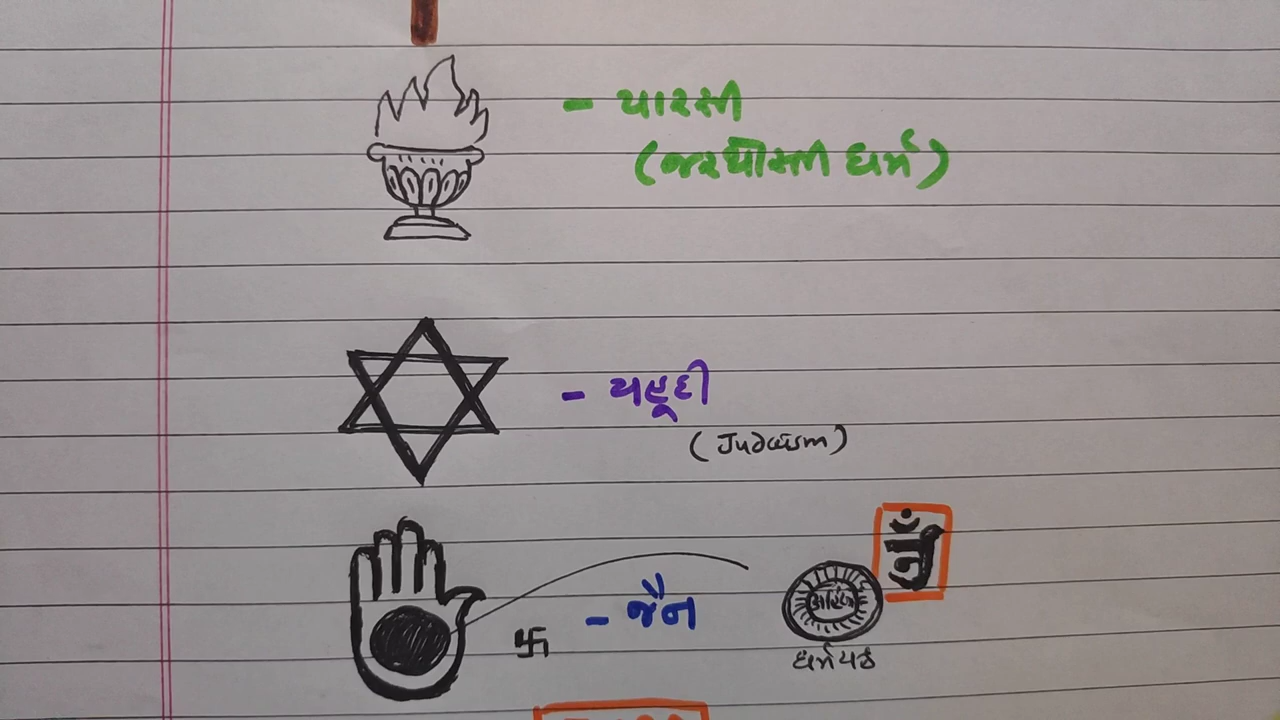 - પારસી
(જરથોસ્તી ધર્મ)
- યહૂદી
(Judaism)
- જૈન
ધર્મચક્ર